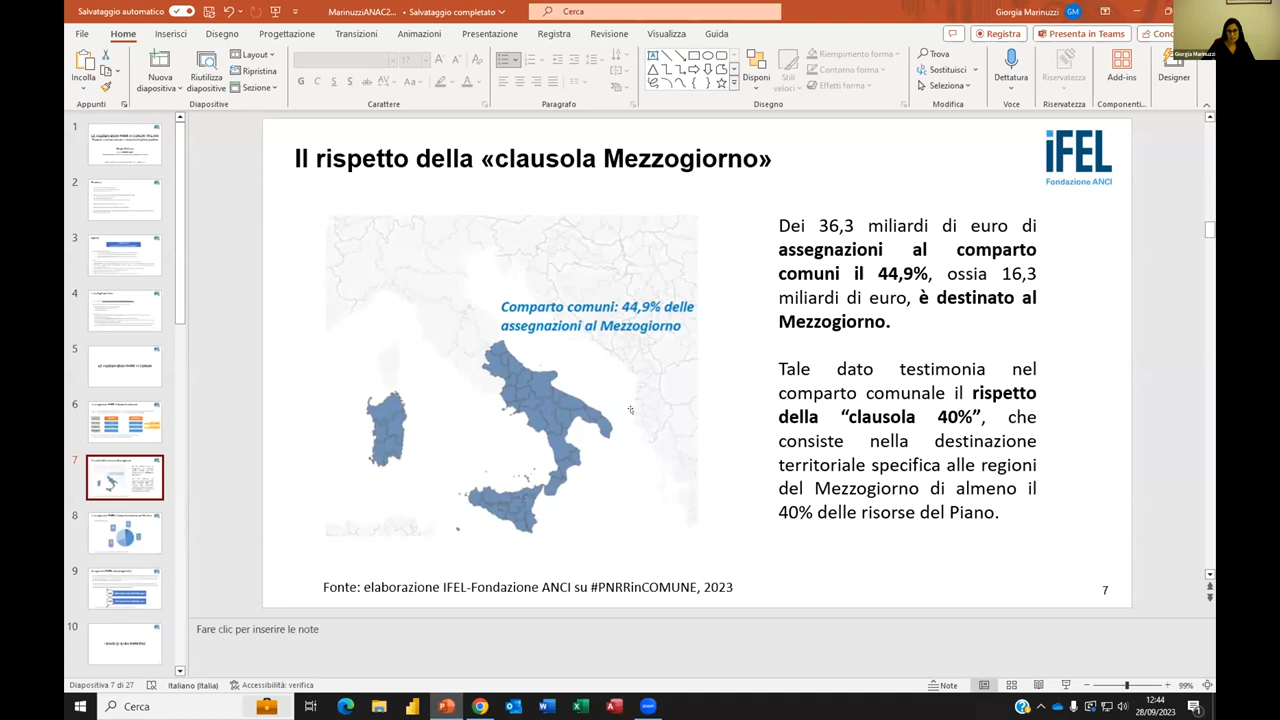 Salvataggio automatico
MarinuzziANAC2... • Salvataggio completato
Cerca
Giorgia Marinuzzi
GM
File Home Inserisci Disegno Progettazione Transizioni Animazioni Presentazione Registra Revisione Visualizza Guida
Registra
Presenta in Teams
Giorgia Marinuzzi
Incolla
Nuova diapositiva
Riutilizza diapositive
Layout
Ripristina
Sezione
17
G C S
Aa
Disponi
Stili veloci
Riempimento forma
Contorno forma
Effetti forma
Trova
Sostituisci
Seleziona
Dettatura
Riservatezza
Add-ins
Designer
Appunti Diapositive Carattere Paragrafo Disegno Modifica Voce Riservatezza Componenti...
1
2
3
4
5
6
7
8
9
10
Il rispetto della «clausola Mezzogiorno»
iFEL
Fondazione ANCI
Comparto comuni: 44,9% delle
assegnazioni al Mezzogiorno
Dei 36,3 miliardi di euro di
assegnazioni al comparto
comuni il 44,9%, ossia 16,3
miliardi di euro, è destinato al
Mezzogiorno.
Tale dato testimonia nel
comparto comunale il rispetto
della “clausola 40%”, che
consiste nella destinazione
territoriale specifica alle regioni
del Mezzogiorno di almeno il
40% delle risorse del Piano.
Fonte: elaborazione IFEL-Fondazione ANCI su #PNRRinCOMUNE, 2023
7
Fare clic per inserire le note
Diapositiva 7 di 27
Italiano (Italia)
Accessibilità: verifica
Note
99%
Cerca
12:44
28/09/2023